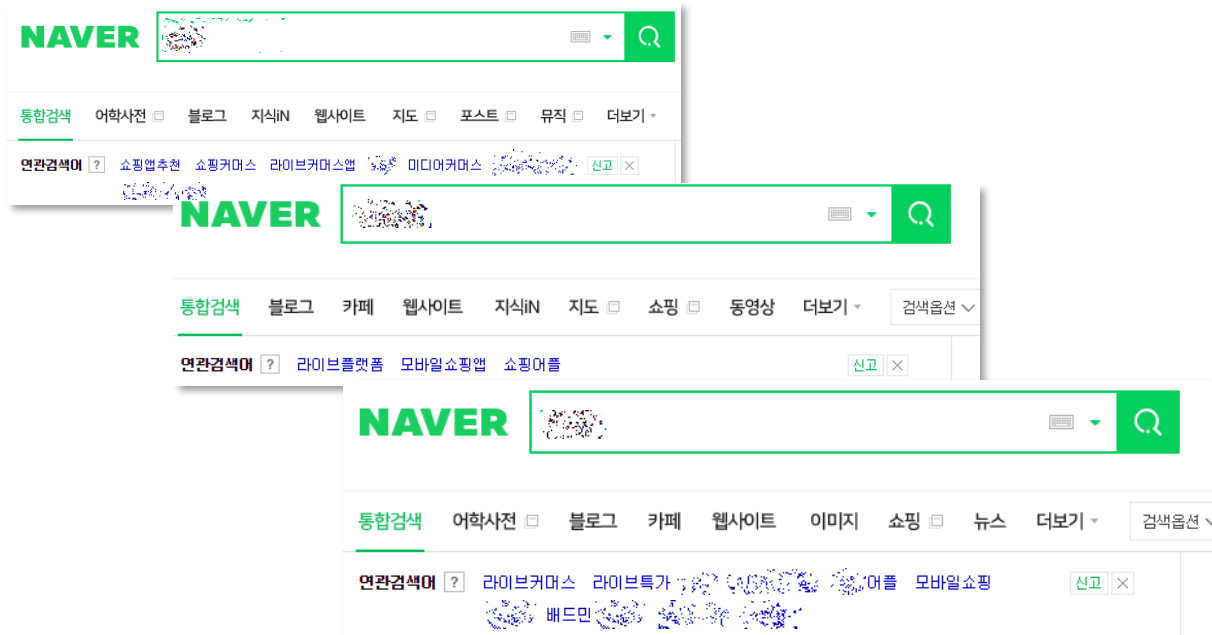 NAVER
통합검색 어학사전 블로그 지식iN 웹사이트 지도 포스트 뮤직 더보기
연관검색어 ? 쇼핑앱추천 쇼핑커머스 라이브커머스앱 미디어커머스 신고
NAVER
통합검색 블로그 카페 웹사이트 지식iN 지도 쇼핑 동영상 더보기 검색옵션
연관검색어 ? 라이브플랫폼 모바일쇼핑앱 쇼핑어플 신고
NAVER
통합검색 어학사전 블로그 카페 웹사이트 이미지 쇼핑 뉴스 더보기 검색옵션
연관검색어 ? 라이브커머스 라이브특가 어플 모바일쇼핑 신고
배드민